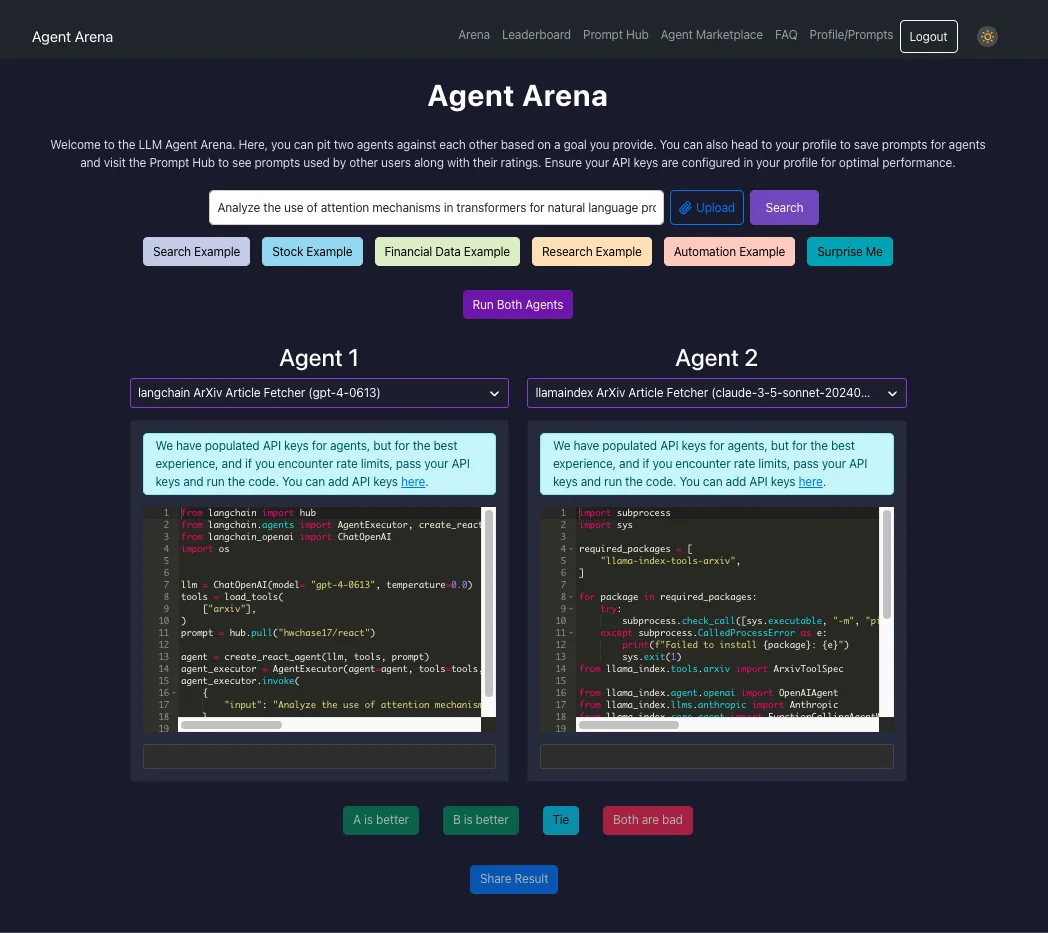 Agent Arena
Arena Leaderboard Prompt Hub Agent Marketplace FAQ Profile/Prompts Logout
Agent Arena
Welcome to the LLM Agent Arena. Here, you can pit two agents against each other based on a goal you provide. You can also head to your profile to save prompts for agents
and visit the Prompt Hub to see prompts used by other users along with their ratings. Ensure your API keys are configured in your profile for optimal performance.
Analyze the use of attention mechanisms in transformers for natural language pro
Upload
Search
Search Example
Stock Example
Financial Data Example
Research Example
Automation Example
Surprise Me
Run Both Agents
Agent 1
langchain ArXiv Article Fetcher (gpt-4-0613)
We have populated API keys for agents, but for the best
experience, and if you encounter rate limits, pass your API
keys and run the code. You can add API keys here.
1 from langchain import hub
2 from langchain.agents import AgentExecutor, create_react
3 from langchain_openai import ChatOpenAI
4 import os
5
6
7 llm = ChatOpenAI(model= "gpt-4-0613", temperature=0.0)
8 tools = load_tools(
9 ["arxiv"],
10 )
11 prompt = hub.pull("hwchase17/react")
12
13 agent = create_react_agent(llm, tools, prompt)
14 agent_executor = AgentExecutor(agent=agent, tools=tools,
15 agent_executor.invoke(
16 {
17 "input": "Analyze the use of attention mechanism
18 }
19
Agent 2
llamaindex ArXiv Article Fetcher (claude-3-5-sonnet-20240...
We have populated API keys for agents, but for the best
experience, and if you encounter rate limits, pass your API
keys and run the code. You can add API keys here.
1 import subprocess
2 import sys
3
4 required_packages = [
5 "llama-index-tools-arxiv",
6 ]
7
8 for package in required_packages:
9 try:
10 subprocess.check_call([sys.executable, "-m", "pi
11 except subprocess.CalledProcessError as e:
12 print(f"Failed to install {package}: {e}")
13 sys.exit(1)
14 from llama_index.tools.arxiv import ArxivToolSpec
15
16 from llama_index.agent.openai import OpenAIAgent
17 from llama_index.llms.anthropic import Anthropic
18 from llama_index.core.agent import FunctionCallingAgentW
19
A is better
B is better
Tie
Both are bad
Share Result